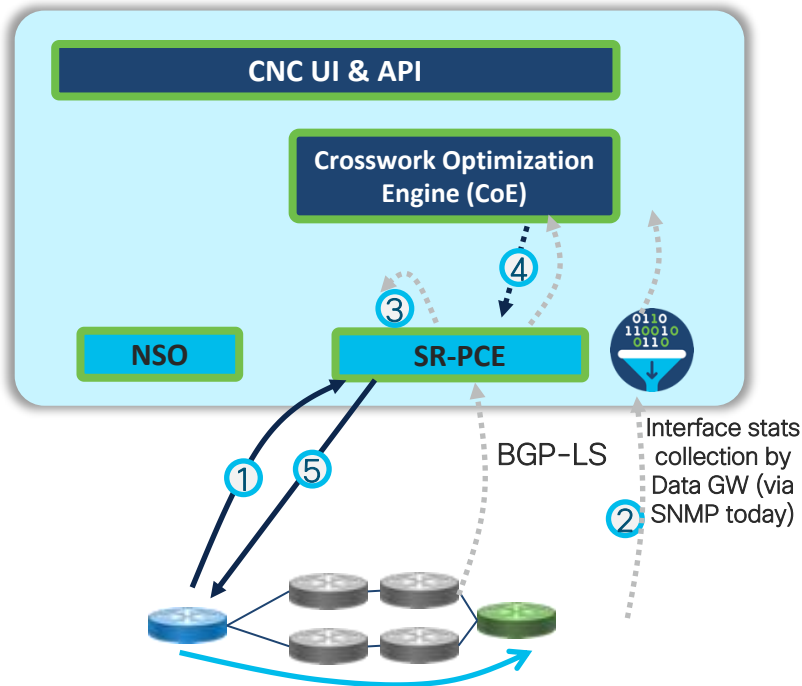 CNC UI & API
Crosswork Optimization
Engine (CoE)
4
3
0110
110010
0110
NSO
SR-PCE
1
5
BGP-LS
Interface stats
collection by
Data GW (via
SNMP today)
2